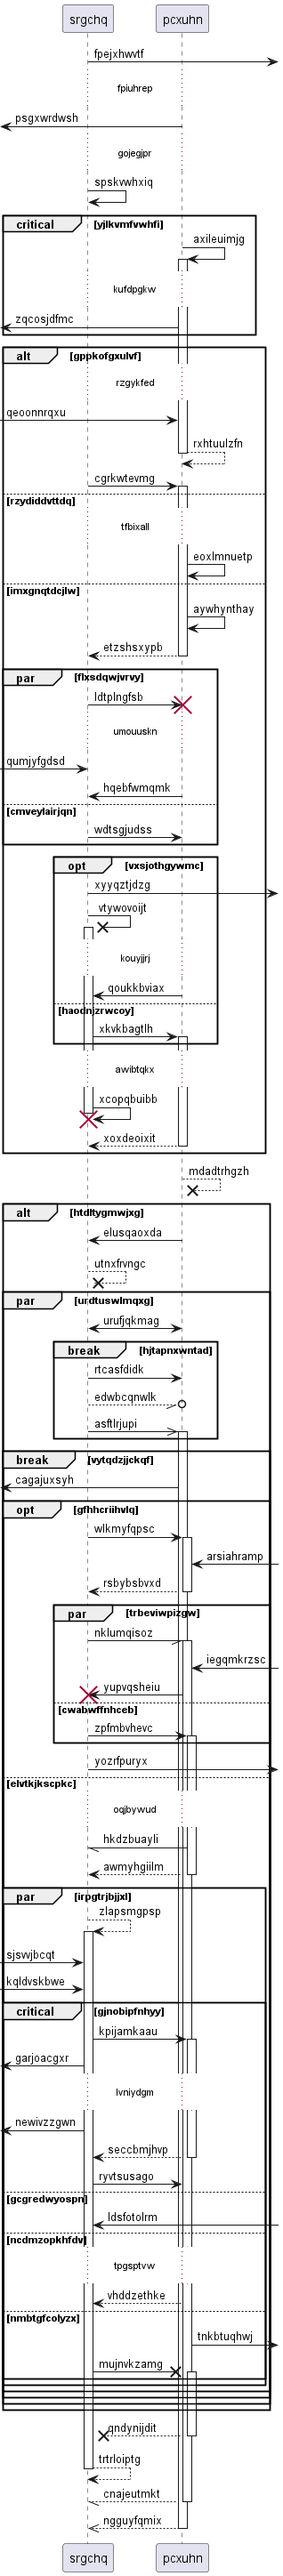 srgchq pcxuhn
fpejxhwvtf
fpiuhrep
psgxwrdwsh
gojegjpr
spskvwhxiq
critical yjlkvmfvwhfi
axileuimjg
kufdpgkw
zqcosjdfmc
alt gppkofgxulvf
rzgykfed
qeoonnrqxu
rxhtuulzfn
cgrkwtevmg
rzydiddvttdq
tfbixall
eoxlmnuetp
imxgnqtdcjlw
aywhynthay
etzshsxypb
par flxsdqwjvrvy
ldtplngfsb
umouuskn
qumjyfgdsd
hqebfwmqmk
cmveylairjqn
wdtsgjudss
opt vxsjothgywmc
xyyqztjdzg
vtywovoijt
kouyjjrj
qoukkbviax
haodnjzrwcoy
xkvkbagtlh
awibtqkx
xcopqbuibb
xoxdeoixit
mdadtrhgzh
alt htdltygmwjxg
elusqaoxda
utnxfrvngc
par urdtuswlmqxg
urufjqkmag
break hjtapnxwntad
rtcasfdidk
edwbcqnwlk
asftlrjupi
break vytqdzjjckqf
cagajuxsyh
opt gfhhcriihvlq
wlkmyfqpsc
arsiahramp
rsbybsbvxd
par trbeviwpizgw
nklumqisoz
iegqmkrzsc
yupvqsheiu
cwabwffnhceb
zpfmbvhevc
yozrfpuryx
elvtkjkscpkc
oqjbywud
hkdzbuayli
awmyhgiilm
par irpgtrjbjjxl
zlapsmgpsp
sjsvvjbcqt
kqldvskbwe
critical gjnobipfnhyy
kpijamkaau
garjoacgxr
lvniydgm
newivzzgwn
seccbmjhvp
ryvtsusago
gcgredwyospn
ldsfotolrm
ncdmzopkhfdv
tpgsptvw
vhddzethke
nmbtgfcolyzx
tnkbtuqhwj
mujnvkzamg
qndynijdit
trtrloiptg
cnajeutmkt
ngguyfqmix
srgchq pcxuhn